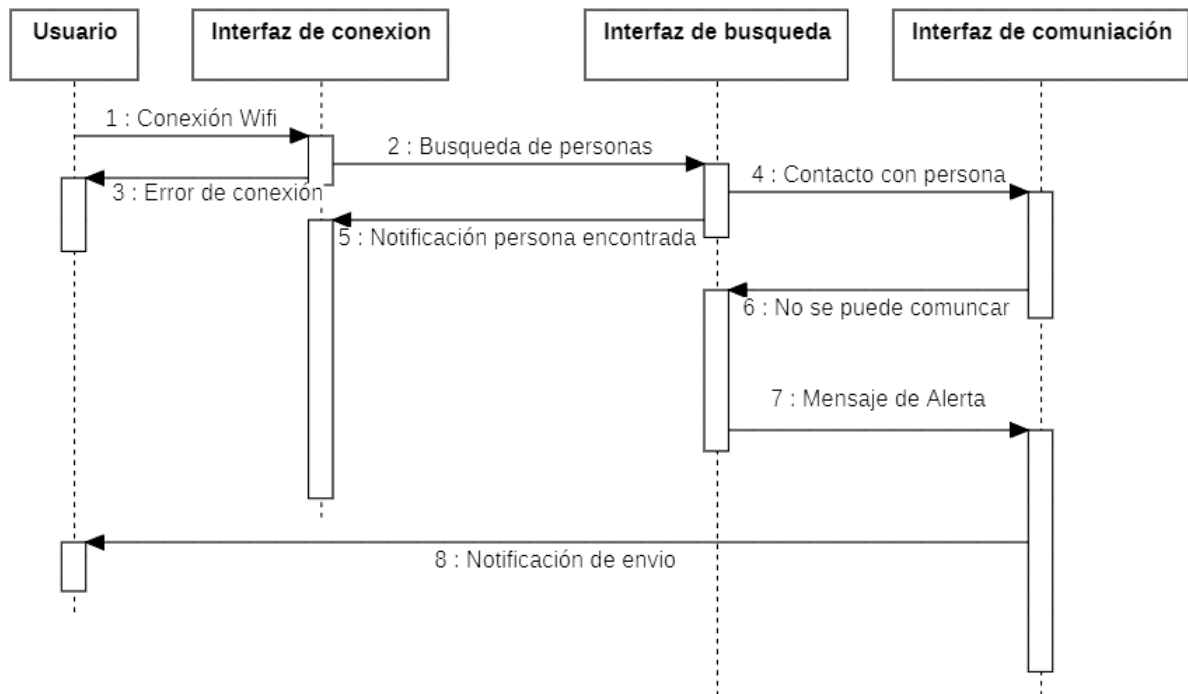 Usuario
Interfaz de conexion
Interfaz de busqueda
Interfaz de comuniación
1 : Conexión Wifi
2 : Busqueda de personas
3 : Error de conexión
4 : Contacto con persona
5 : Notificación persona encontrada
6 : No se puede comuncar
7 : Mensaje de Alerta
8 : Notificación de envio